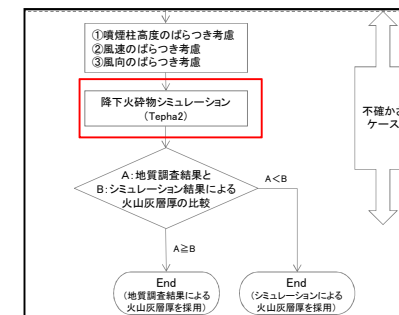 ①噴煙柱高度のばらつき考慮
②風速のばらつき考慮
③風向のばらつき考慮
降下火砕物シミュレーション
(Tepha2)
不確かさ
ケース
A:地質調査結果と
B:シミュレーション結果による
火山灰層厚の比較
A<B
A≧B
End
(地質調査結果による
火山灰層厚を採用)
End
(シミュレーションによる
火山灰層厚を採用)